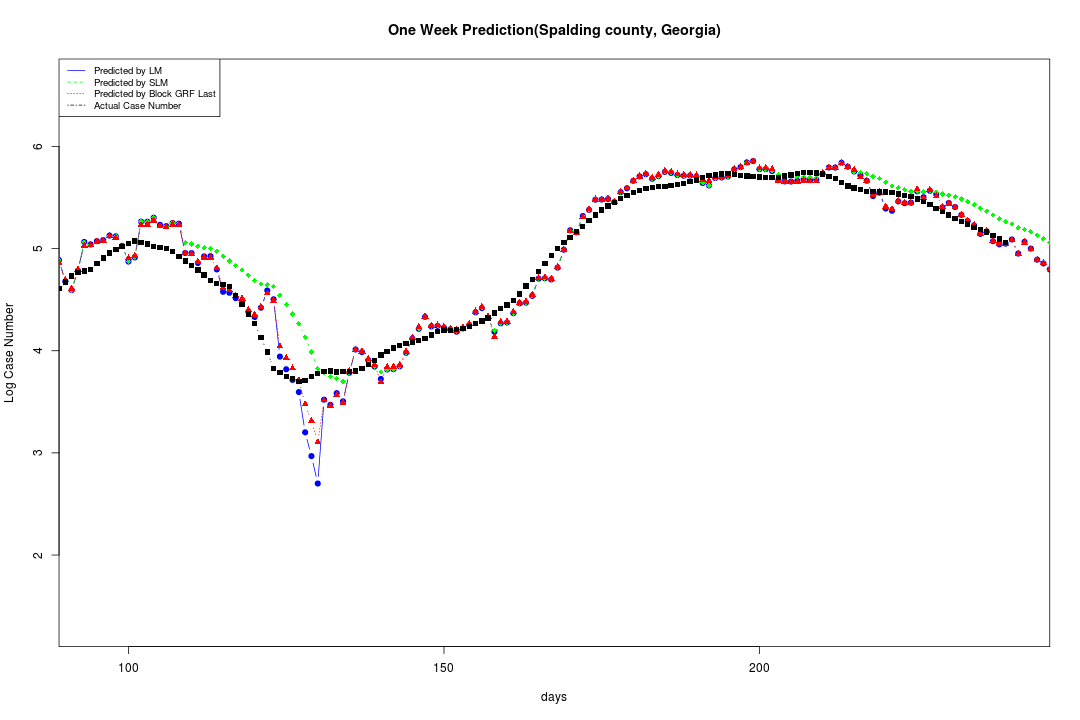 One Week Prediction(Spalding county, Georgia)
Predicted by LM
Predicted by SLM
Predicted by Block GRF Last
Actual Case Number
6
5
4
3
2
Log Case Number
100
150
200
days